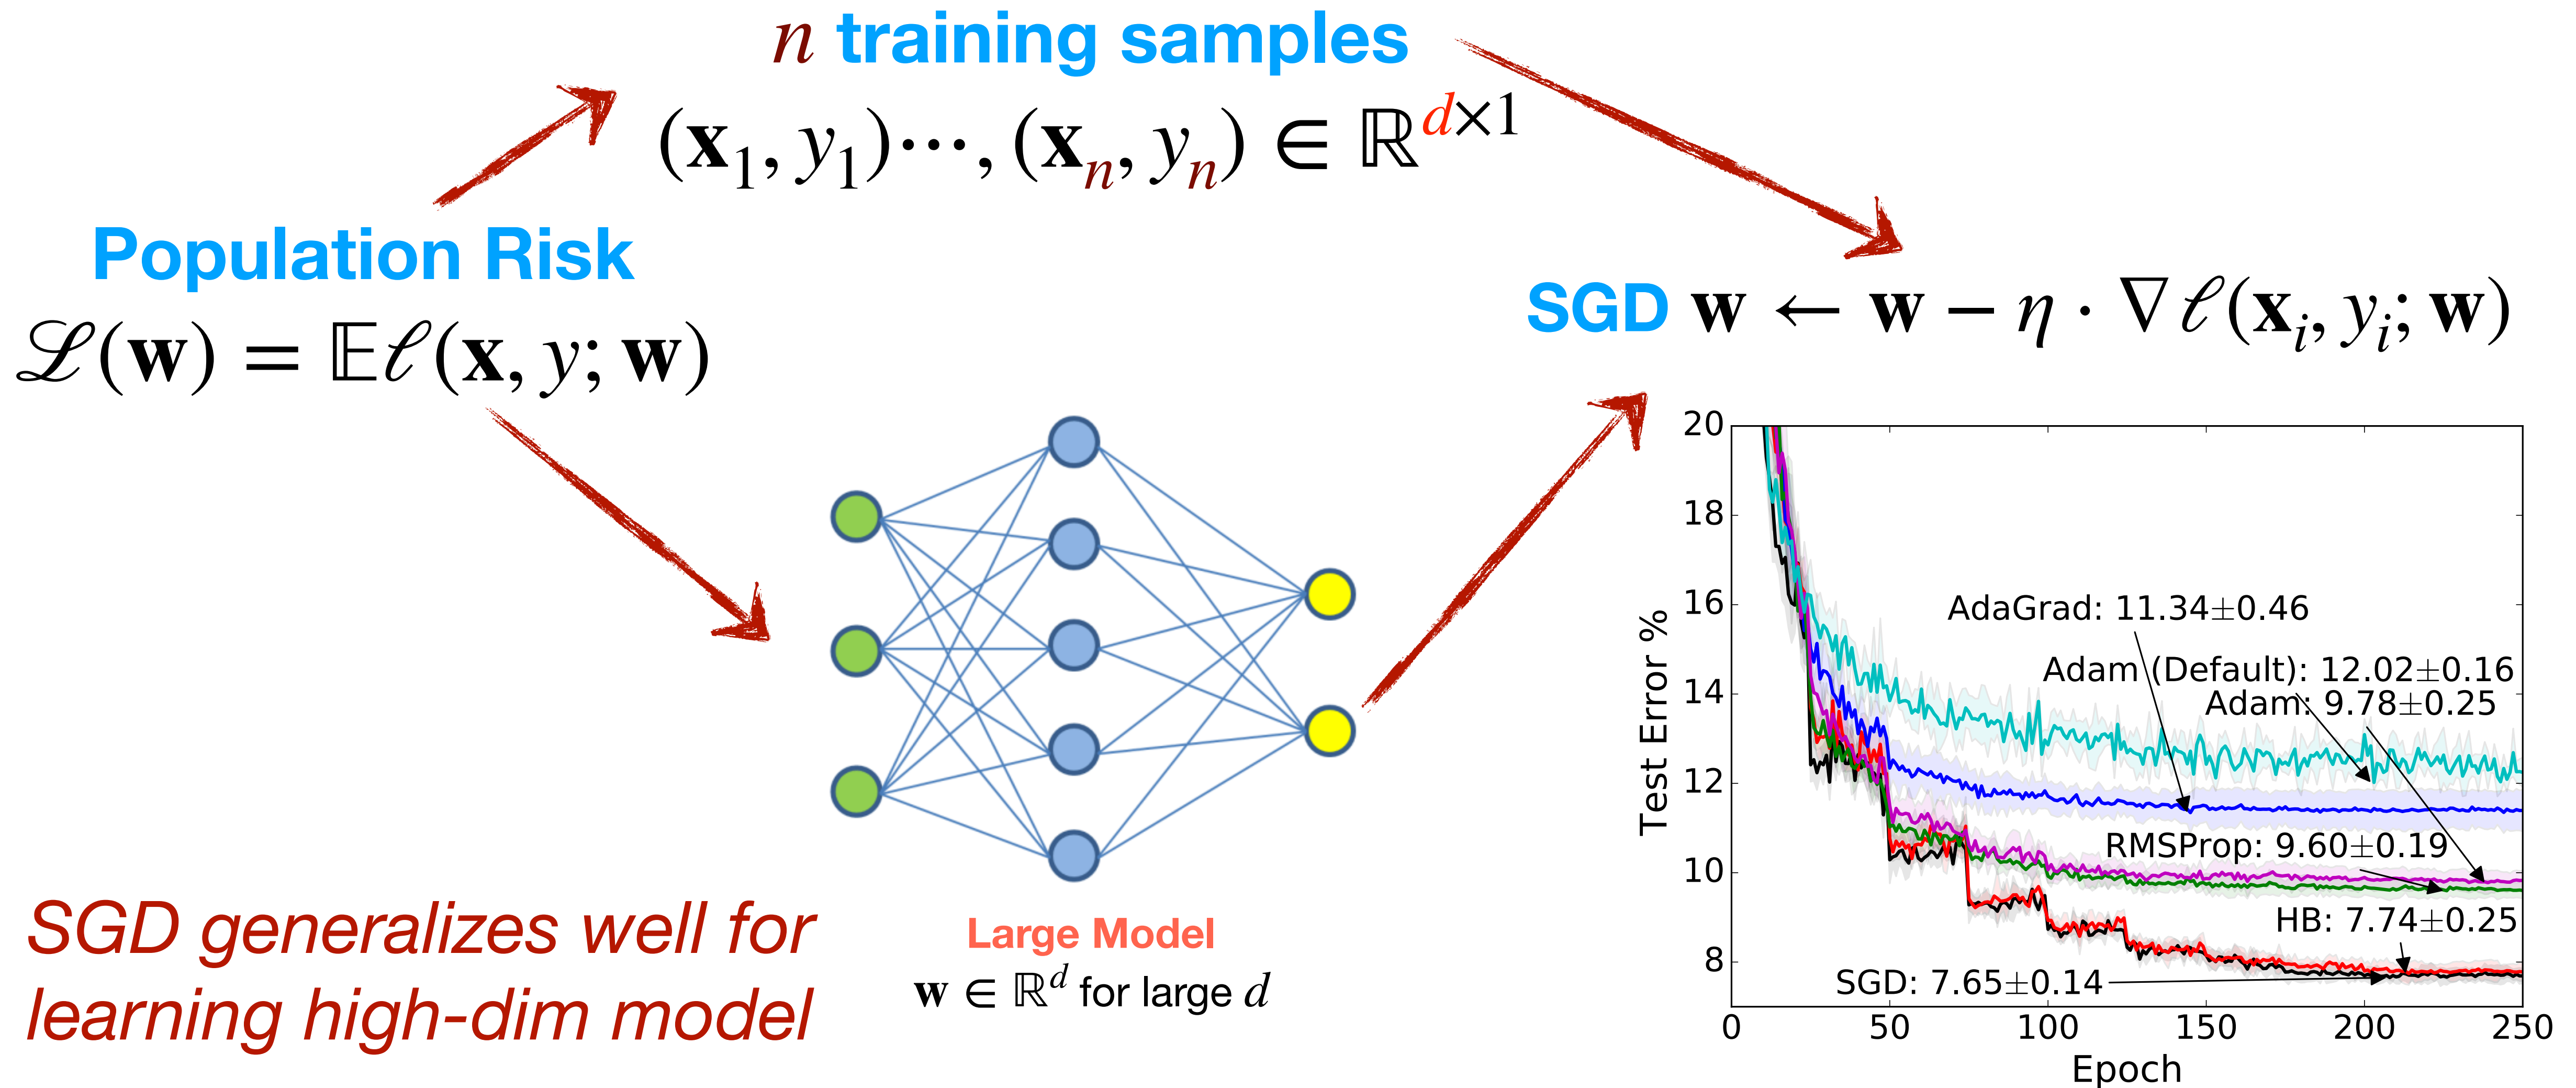 n training samples
(x₁, y₁)⋯, (xₙ, yₙ) ∈ ℝ^{d×1}
Population Risk
ℒ(w) = 𝔼ℓ(x, y; w)
SGD w ← w − η · ∇ℓ(xᵢ, yᵢ; w)
Large Model
w ∈ ℝ^d for large d
SGD generalizes well for
learning high-dim model
Test Error %
20
18
16
14
12
10
8
AdaGrad: 11.34±0.46
Adam (Default): 12.02±0.16
Adam: 9.78±0.25
RMSProp: 9.60±0.19
HB: 7.74±0.25
SGD: 7.65±0.14
0 50 100 150 200 250
Epoch